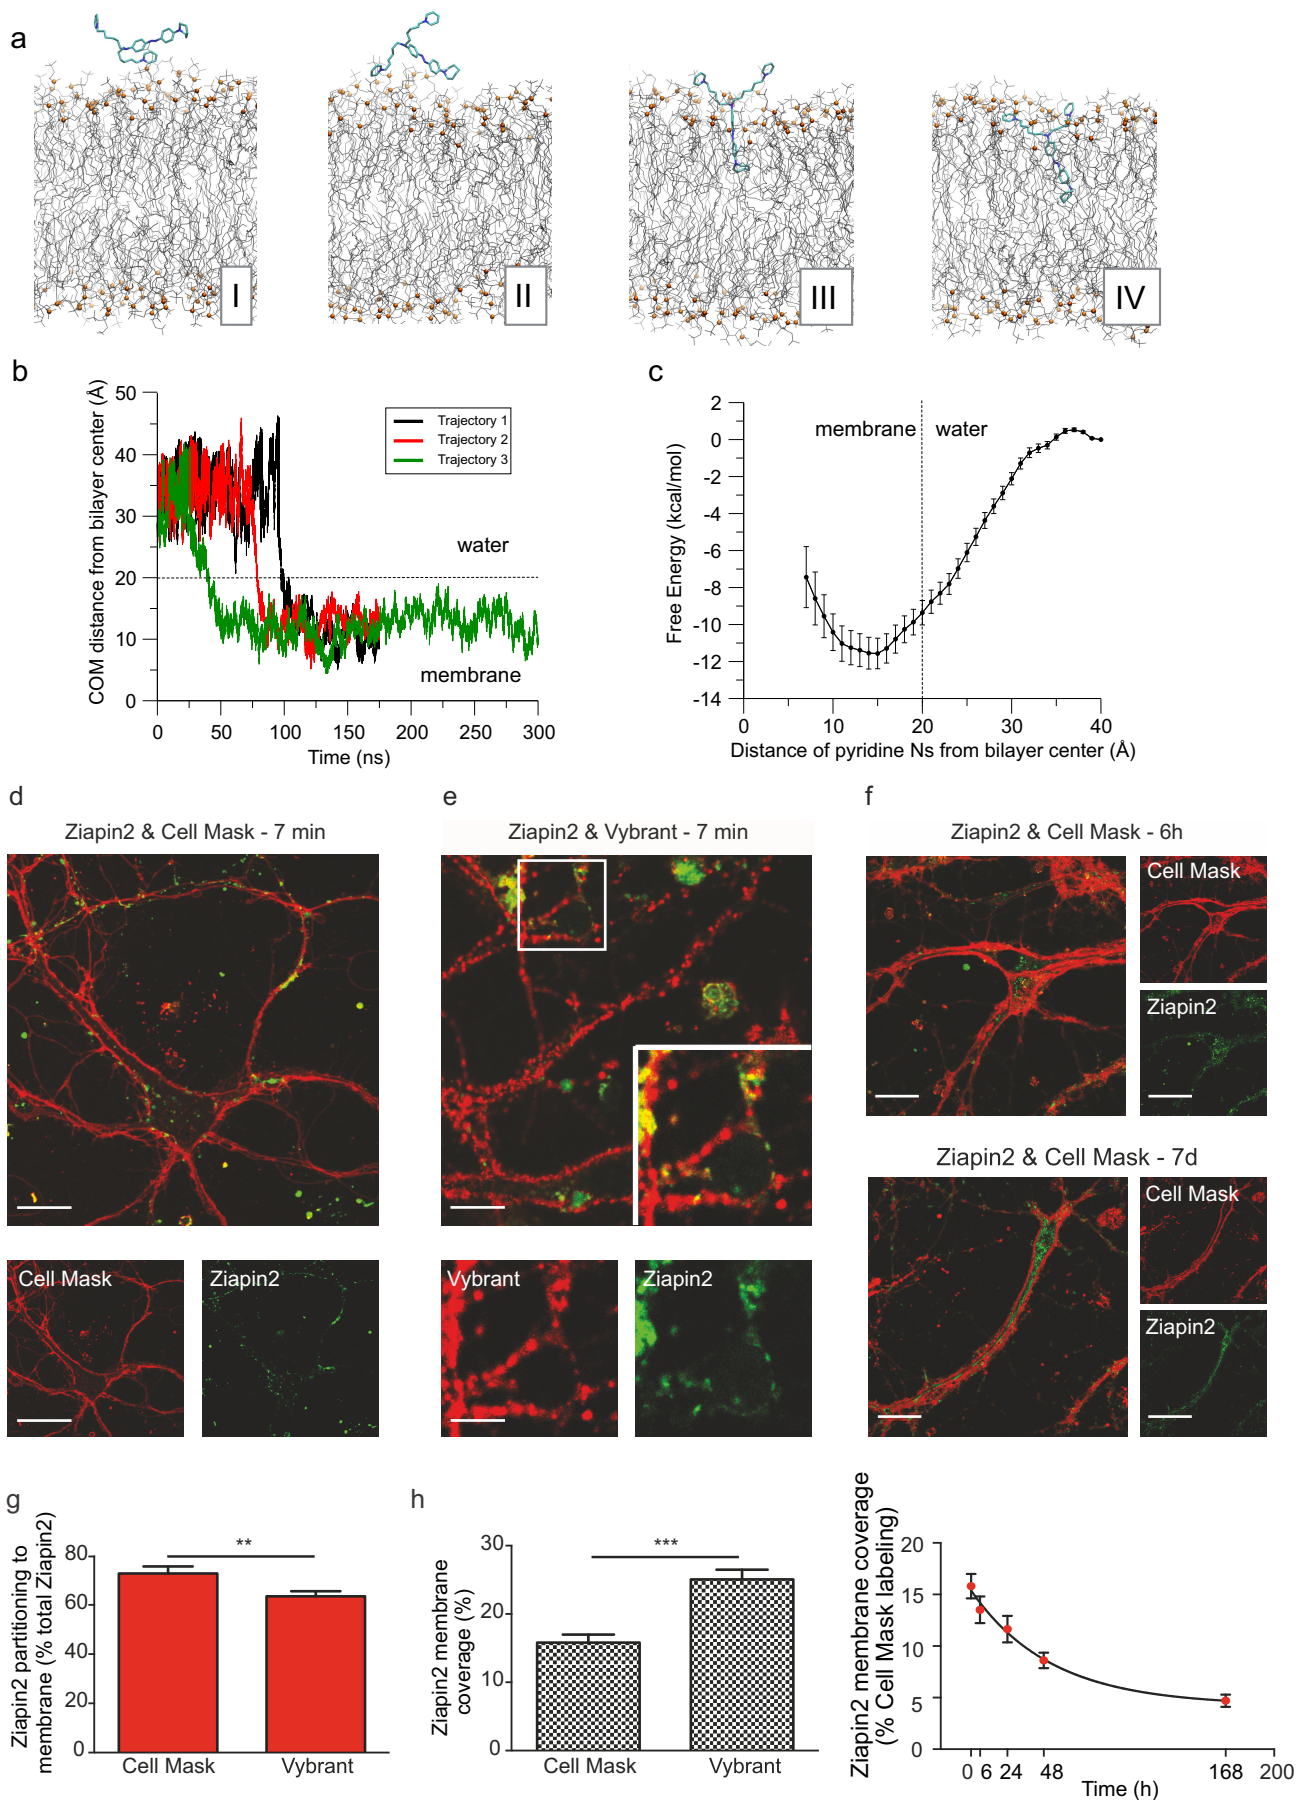 a
I
II
III
IV
b
COM distance from bilayer center (Å)
50
40
30
20
10
0
Trajectory 1
Trajectory 2
Trajectory 3
water
membrane
0 50 100 150 200 250 300
Time (ns)
c
Free Energy (kcal/mol)
2
0
-2
-4
-6
-8
-10
-12
-14
membrane water
0 10 20 30 40
Distance of pyridine Ns from bilayer center (Å)
d
Ziapin2 & Cell Mask - 7 min
Cell Mask
Ziapin2
e
Ziapin2 & Vybrant - 7 min
Vybrant
Ziapin2
f
Ziapin2 & Cell Mask - 6h
Cell Mask
Ziapin2
Ziapin2 & Cell Mask - 7d
Cell Mask
Ziapin2
g
Ziapin2 partitioning to
membrane (% total Ziapin2)
80
60
40
20
0
**
Cell Mask Vybrant
h
Ziapin2 membrane
coverage (%)
30
20
10
0
***
Cell Mask Vybrant
Ziapin2 membrane coverage
(% Cell Mask labeling)
20
15
10
5
0
0 6 24 48 168 200
Time (h)